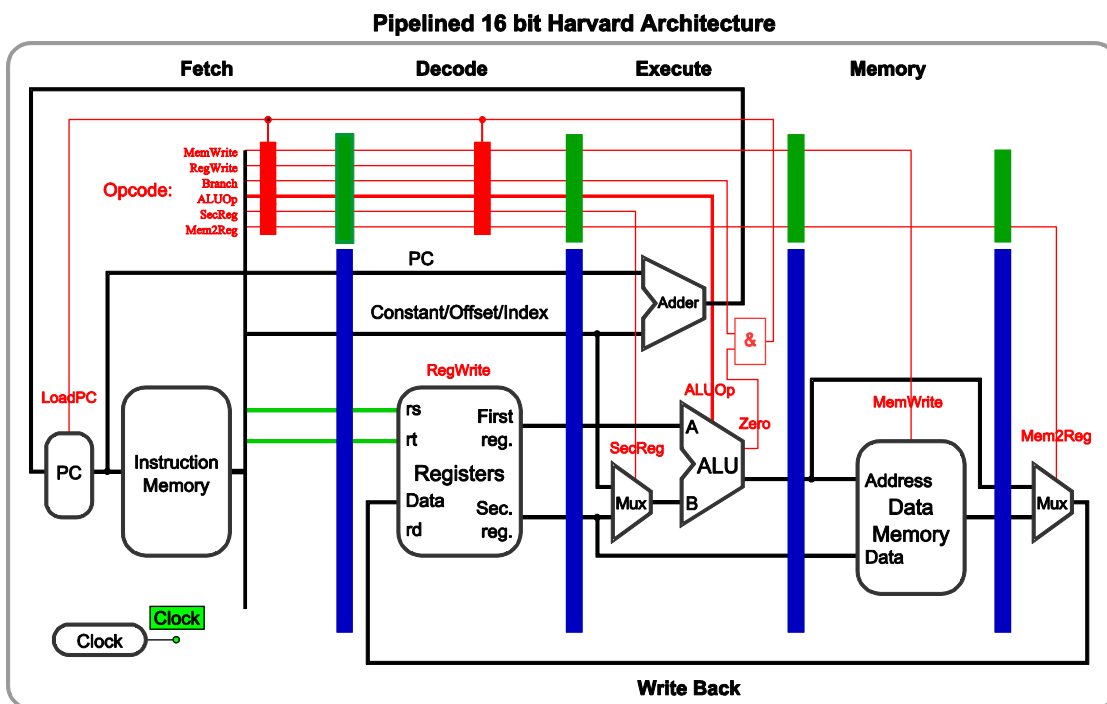 Pipelined 16 bit Harvard Architecture
Fetch
Decode
Execute
Memory
MemWrite
RegWrite
Branch
Opcode:
ALUOp
SecReg
Mem2Reg
PC
Adder
Constant/Offset/Index
&
RegWrite
LoadPC
ALUOp
MemWrite
rs
First
reg.
rt
A
Zero
Mem2Reg
SecReg
PC
Instruction
Memory
Registers
ALU
Address
Data
Sec.
reg.
rd
Mux
B
Data
Memory
Data
Mux
Clock
Clock
Write Back